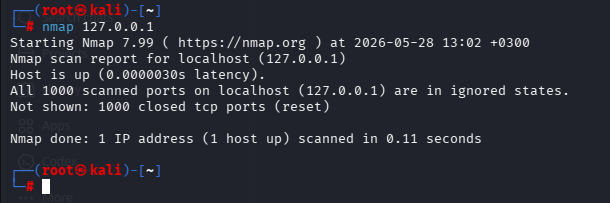 ┌──(root㉿kali)-[~]
└─# nmap 127.0.0.1
Starting Nmap 7.99 ( https://nmap.org ) at 2026-05-28 13:02 +0300
Nmap scan report for localhost (127.0.0.1)
Host is up (0.0000030s latency).
All 1000 scanned ports on localhost (127.0.0.1) are in ignored states.
Not shown: 1000 closed tcp ports (reset)
Apps
Nmap done: 1 IP address (1 host up) scanned in 0.11 seconds
Codex
┌──(root㉿kali)-[~]
└─#
More